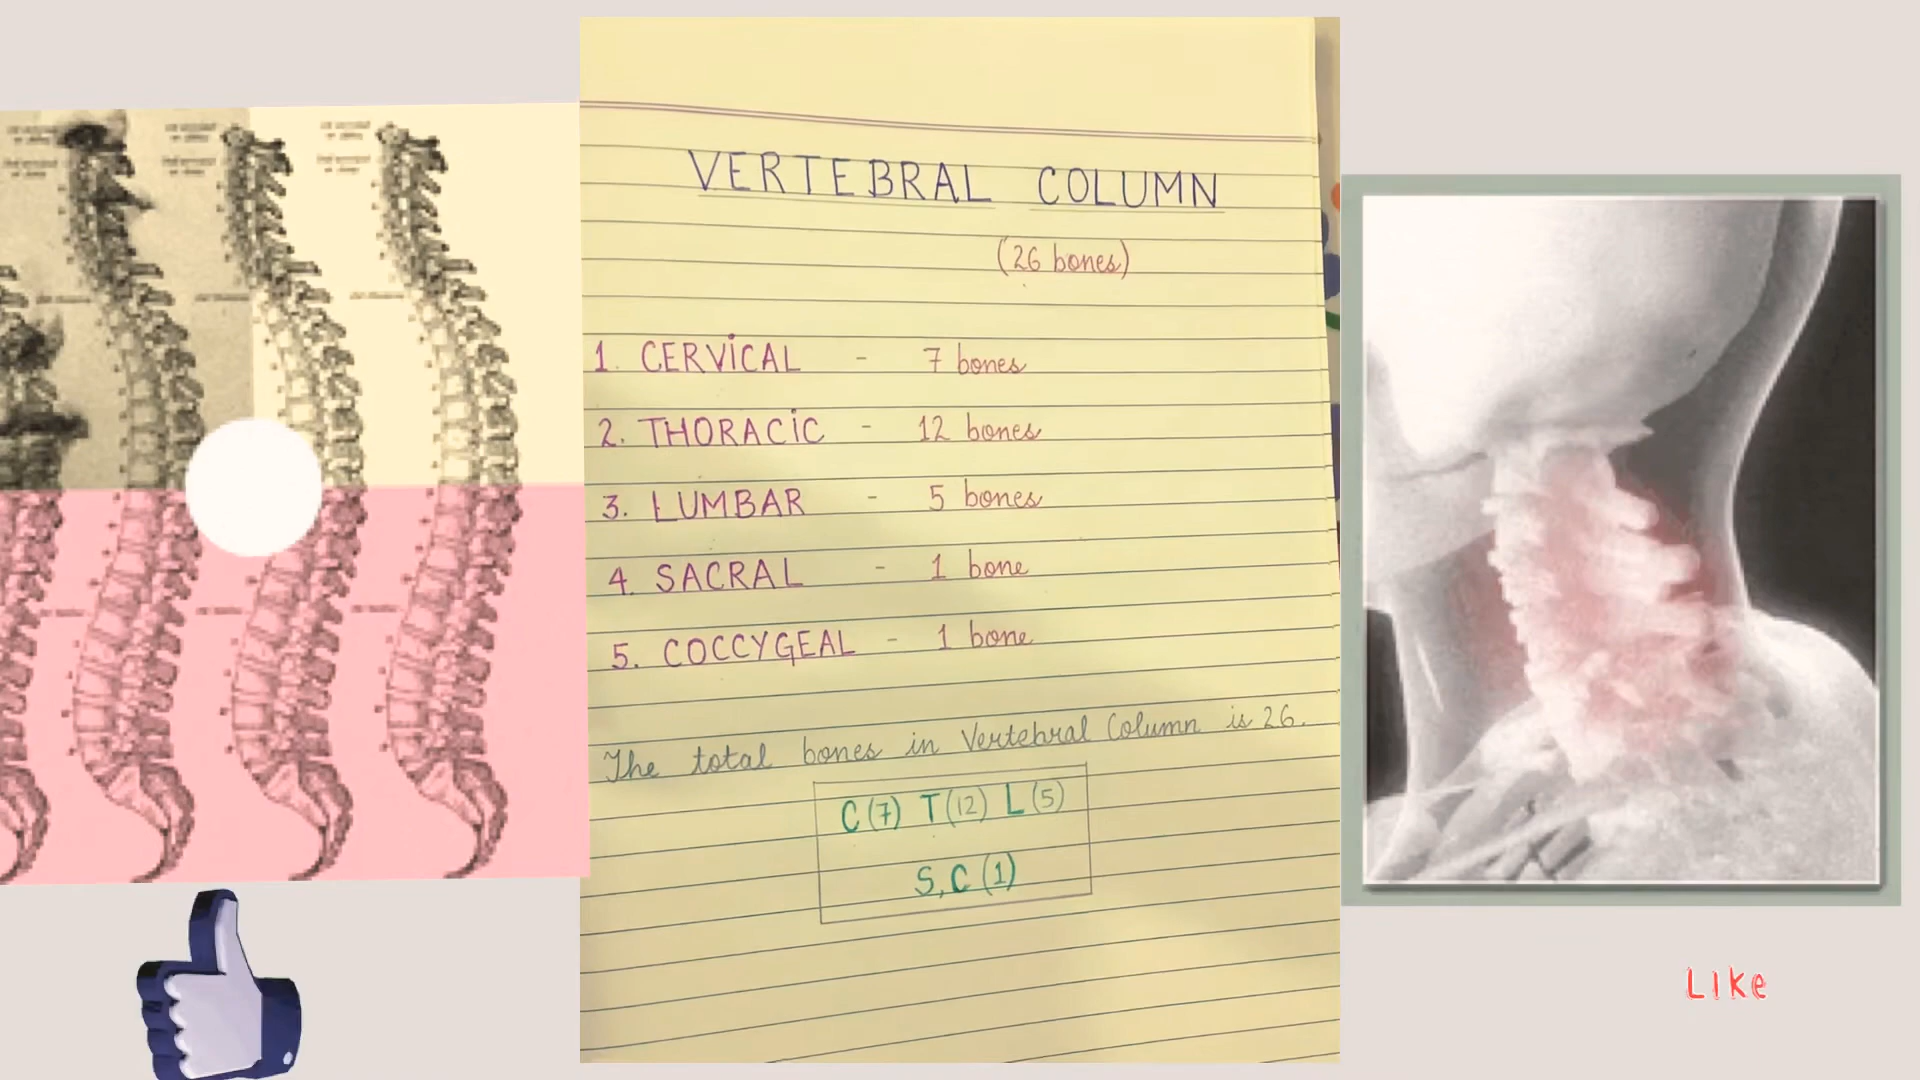 VERTEBRAL COLUMN
(26 bones)
1. CERViCAL - 7 bones
2. THORACiC - 12 bones
3. LUMBAR - 5 bones
4. SACRAL - 1 bone
5. COCCYGEAL - 1 bone
The total bones in Vertebral Column is 26.
C (7) T (12) L (5)
S, C (1)
LIke